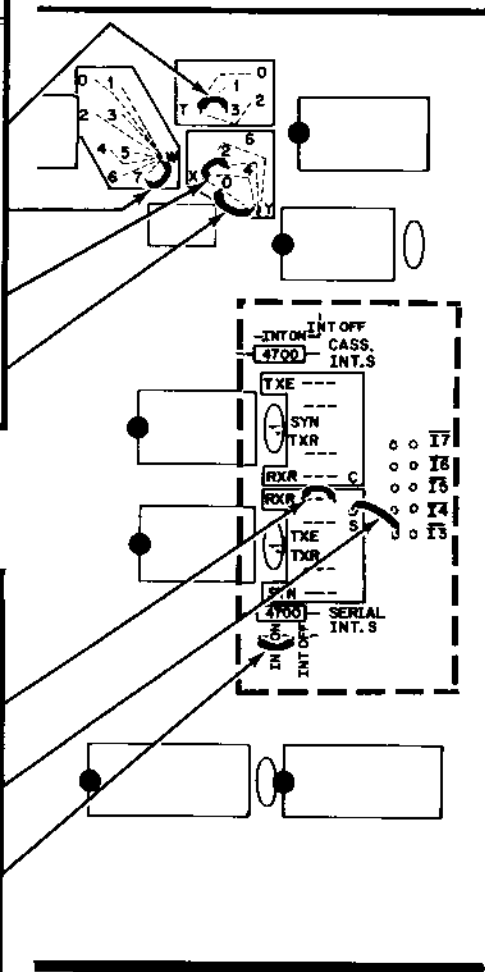 0 1
2 3
4 5
6 7
W
0
1
2
T 3
6
2
4
X 0
Y
INT ON INT OFF
4700 CASS.
INT.S
TXE
SYN
TXR
RXR C
RXR
S
TXE
TXR
SYN
4700 SERIAL
INT.S
INT OFF
I7
I6
I5
I4
I3